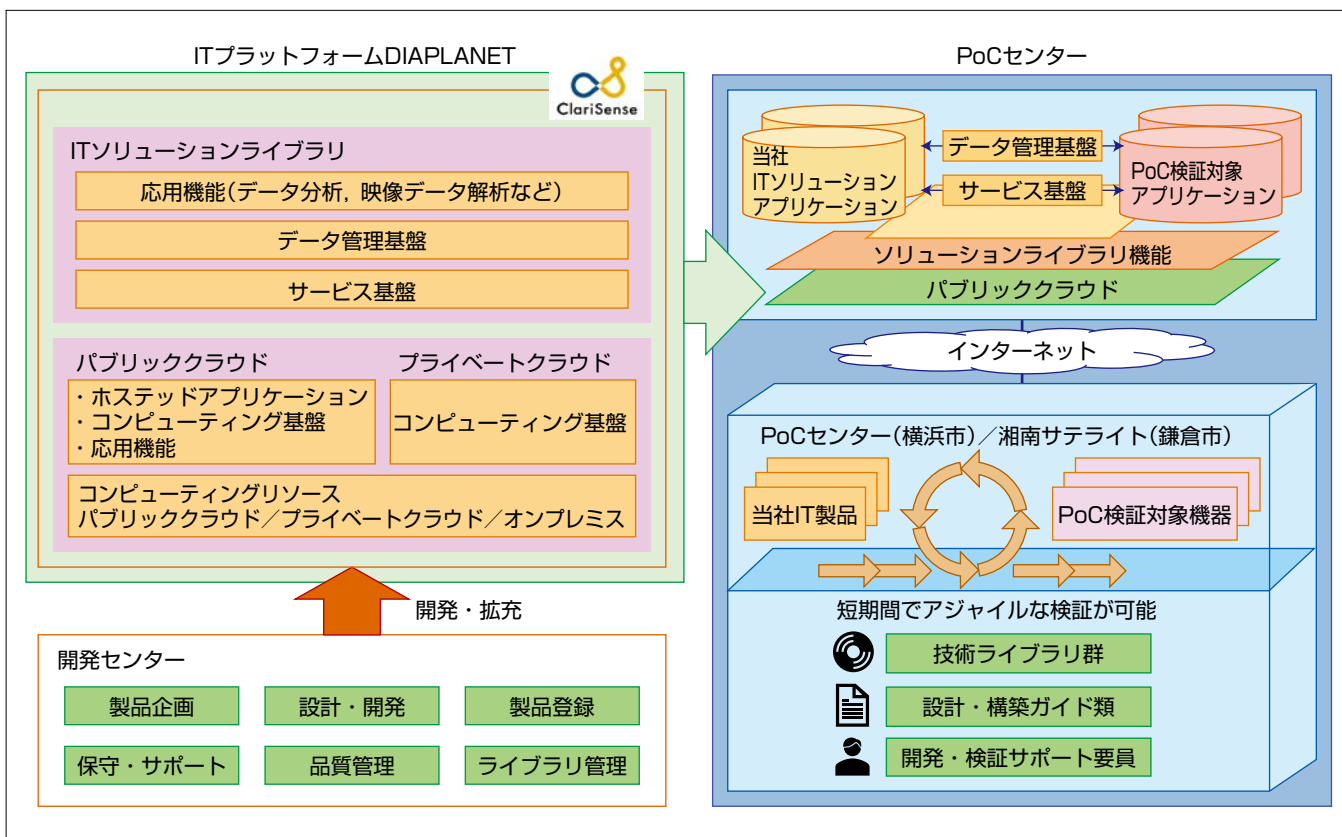 ITプラットフォームDIAPLANET
ClariSense
ITソリューションライブラリ
応用機能(データ分析, 映像データ解析など)
データ管理基盤
サービス基盤
パブリッククラウド
・ホステッドアプリケーション
・コンピューティング基盤
・応用機能
プライベートクラウド
コンピューティング基盤
コンピューティングリソース
パブリッククラウド／プライベートクラウド／オンプレミス
開発・拡充
開発センター
製品企画
設計・開発
製品登録
保守・サポート
品質管理
ライブラリ管理
PoCセンター
当社
ITソリューション
アプリケーション
データ管理基盤
サービス基盤
PoC検証対象
アプリケーション
ソリューションライブラリ機能
パブリッククラウド
インターネット
PoCセンター(横浜市)／湘南サテライト(鎌倉市)
当社IT製品
PoC検証対象機器
短期間でアジャイルな検証が可能
技術ライブラリ群
設計・構築ガイド類
開発・検証サポート要員